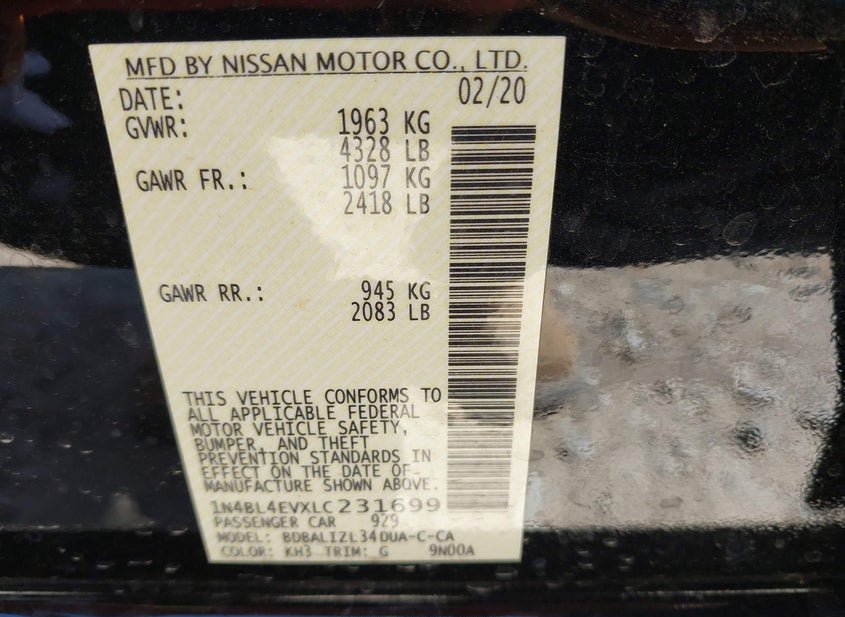 MFD BY NISSAN MOTOR CO., LTD.
DATE: 02/20
GVWR: 1963 KG
4328 LB
GAWR FR.: 1097 KG
2418 LB
GAWR RR.: 945 KG
2083 LB
THIS VEHICLE CONFORMS TO
ALL APPLICABLE FEDERAL
MOTOR VEHICLE SAFETY,
BUMPER, AND THEFT
PREVENTION STANDARDS IN
EFFECT ON THE DATE OF
MANUFACTURE SHOWN ABOVE.
1N4BL4EVXLC231699
PASSENGER CAR 929
MODEL: BDBALIZL34DUA-C-CA
COLOR: KH3 TRIM: G 9N00A